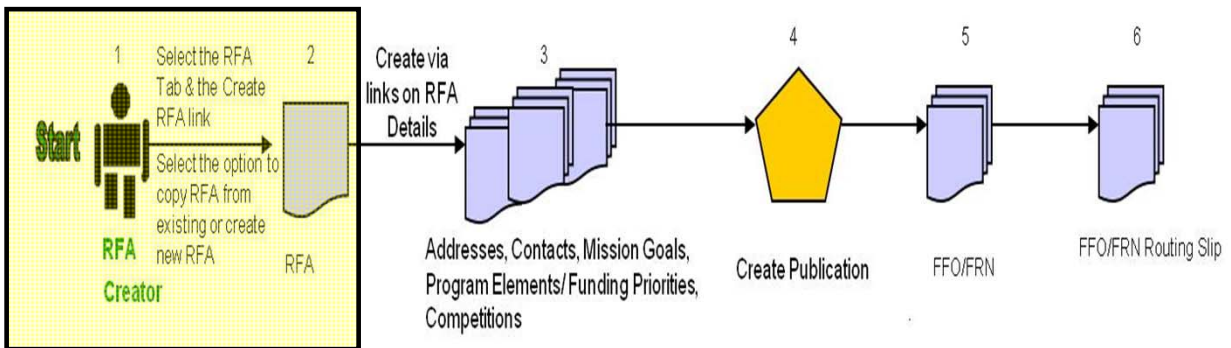 1
Select the RFA
Tab & the Create
RFA link
Start
Select the option to
copy RFA from
existing or create
new RFA
RFA
Creator
2
RFA
Create via
links on RFA
Details
3
Addresses, Contacts, Mission Goals,
Program Elements/ Funding Priorities,
Competitions
4
Create Publication
5
FFO/FRN
6
FFO/FRN Routing Slip